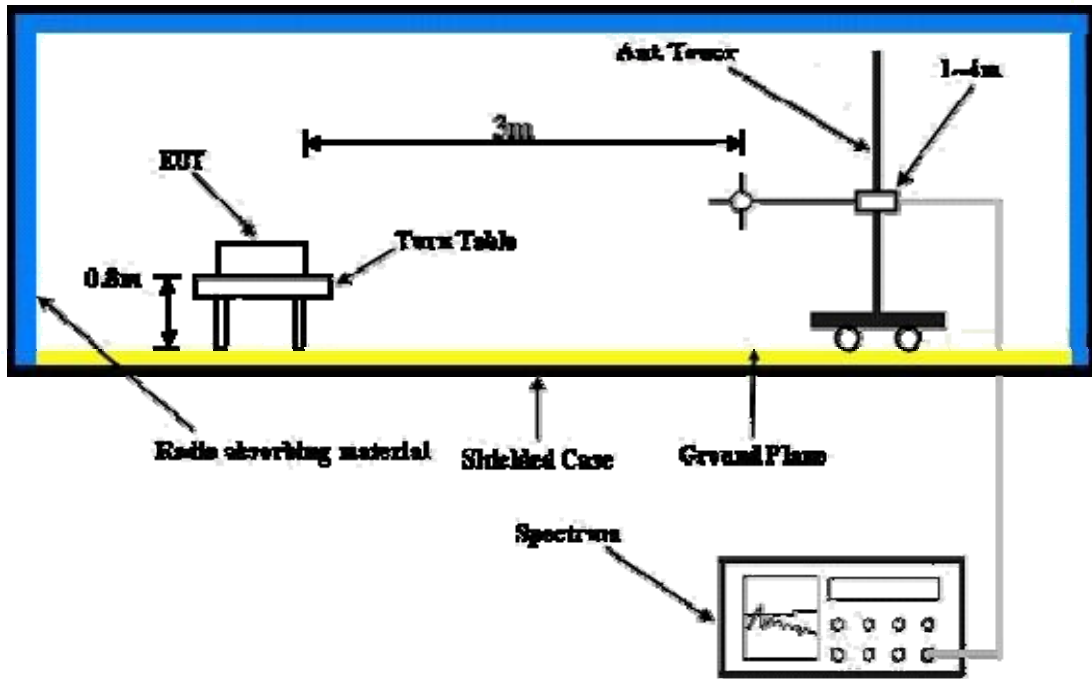 Ant. Tower
1-4m
3m
EUT
Turn Table
0.8m
Radio absorbing material
Shielded Case
Ground Plane
Spectrum